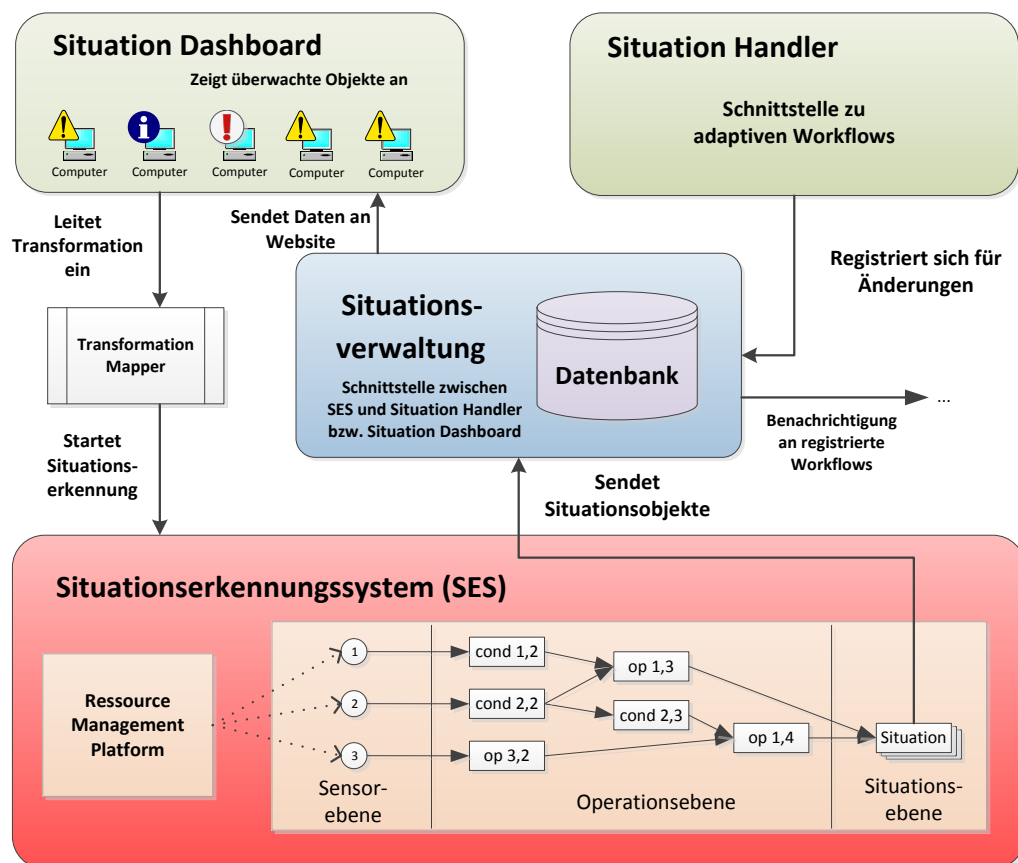 Situation Dashboard
Zeigt überwachte Objekte an
Computer
Computer
Computer
Computer
Computer
Situation Handler
Schnittstelle zu
adaptiven Workflows
Leitet
Transformation
ein
Sendet Daten an
Website
Registriert sich für
Änderungen
Transformation
Mapper
Situations-
verwaltung
Schnittstelle zwischen
SES und Situation Handler
bzw. Situation Dashboard
Datenbank
...
Benachrichtigung
an registrierte
Workflows
Startet
Situations-
erkennung
Sendet
Situationsobjekte
Situationserkennungssystem (SES)
Ressource
Management
Platform
1
2
3
Sensor-
ebene
cond 1,2
cond 2,2
op 3,2
op 1,3
cond 2,3
op 1,4
Operationsebene
Situation
Situations-
ebene